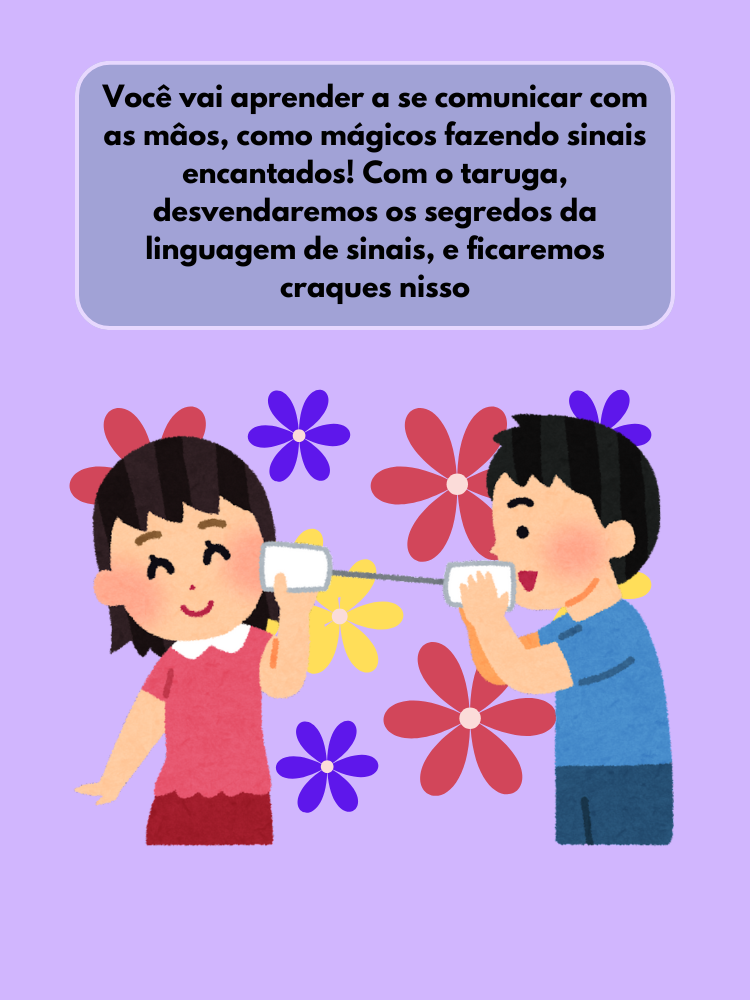 Você vai aprender a se comunicar com
as mâos, como mágicos fazendo sinais
encantados! Com o taruga,
desvendaremos os segredos da
linguagem de sinais, e ficaremos
craques nisso